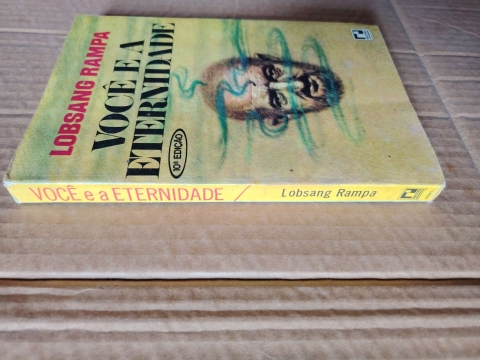 LOBSANG RAMPA
VOCÊ E A
ETERNIDADE
10ª EDIÇÃO
VOCÊ e a ETERNIDADE / Lobsang Rampa